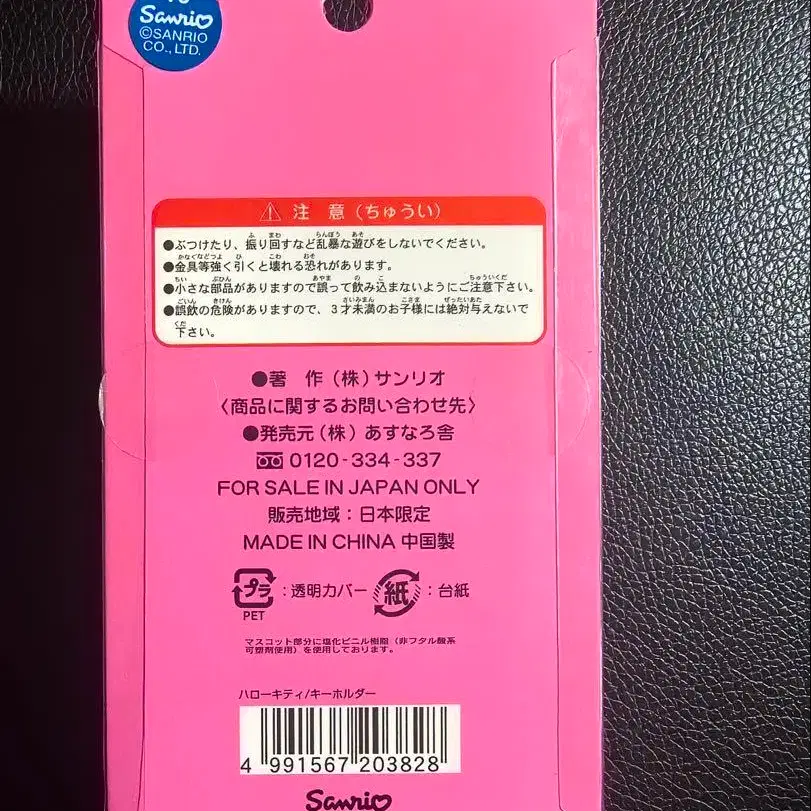 Sanrio
©SANRIO
CO., LTD.
⚠ 注 意 (ちゅうい)
●ぶつけたり、振り回すなど乱暴な遊びをしないでください。
●金具等強く引くと壊れる恐れがあります。
●小さな部品がありますので誤って飲み込まないようにご注意下さい。
●誤飲の危険がありますので、3才未満のお子様には絶対与えないで
下さい。
●著 作 (株) サンリオ
〈商品に関するお問い合わせ先〉
●発売元 (株) あすなろ舎
0120-334-337
FOR SALE IN JAPAN ONLY
販売地域：日本限定
MADE IN CHINA 中国製
プラ：透明カバー 紙：台紙
PET
マスコット部分に塩化ビニル樹脂（非フタル酸系
可塑剤使用）を使用しております。
ハローキティ/キーホルダー
4 991567 203828
Sanrio